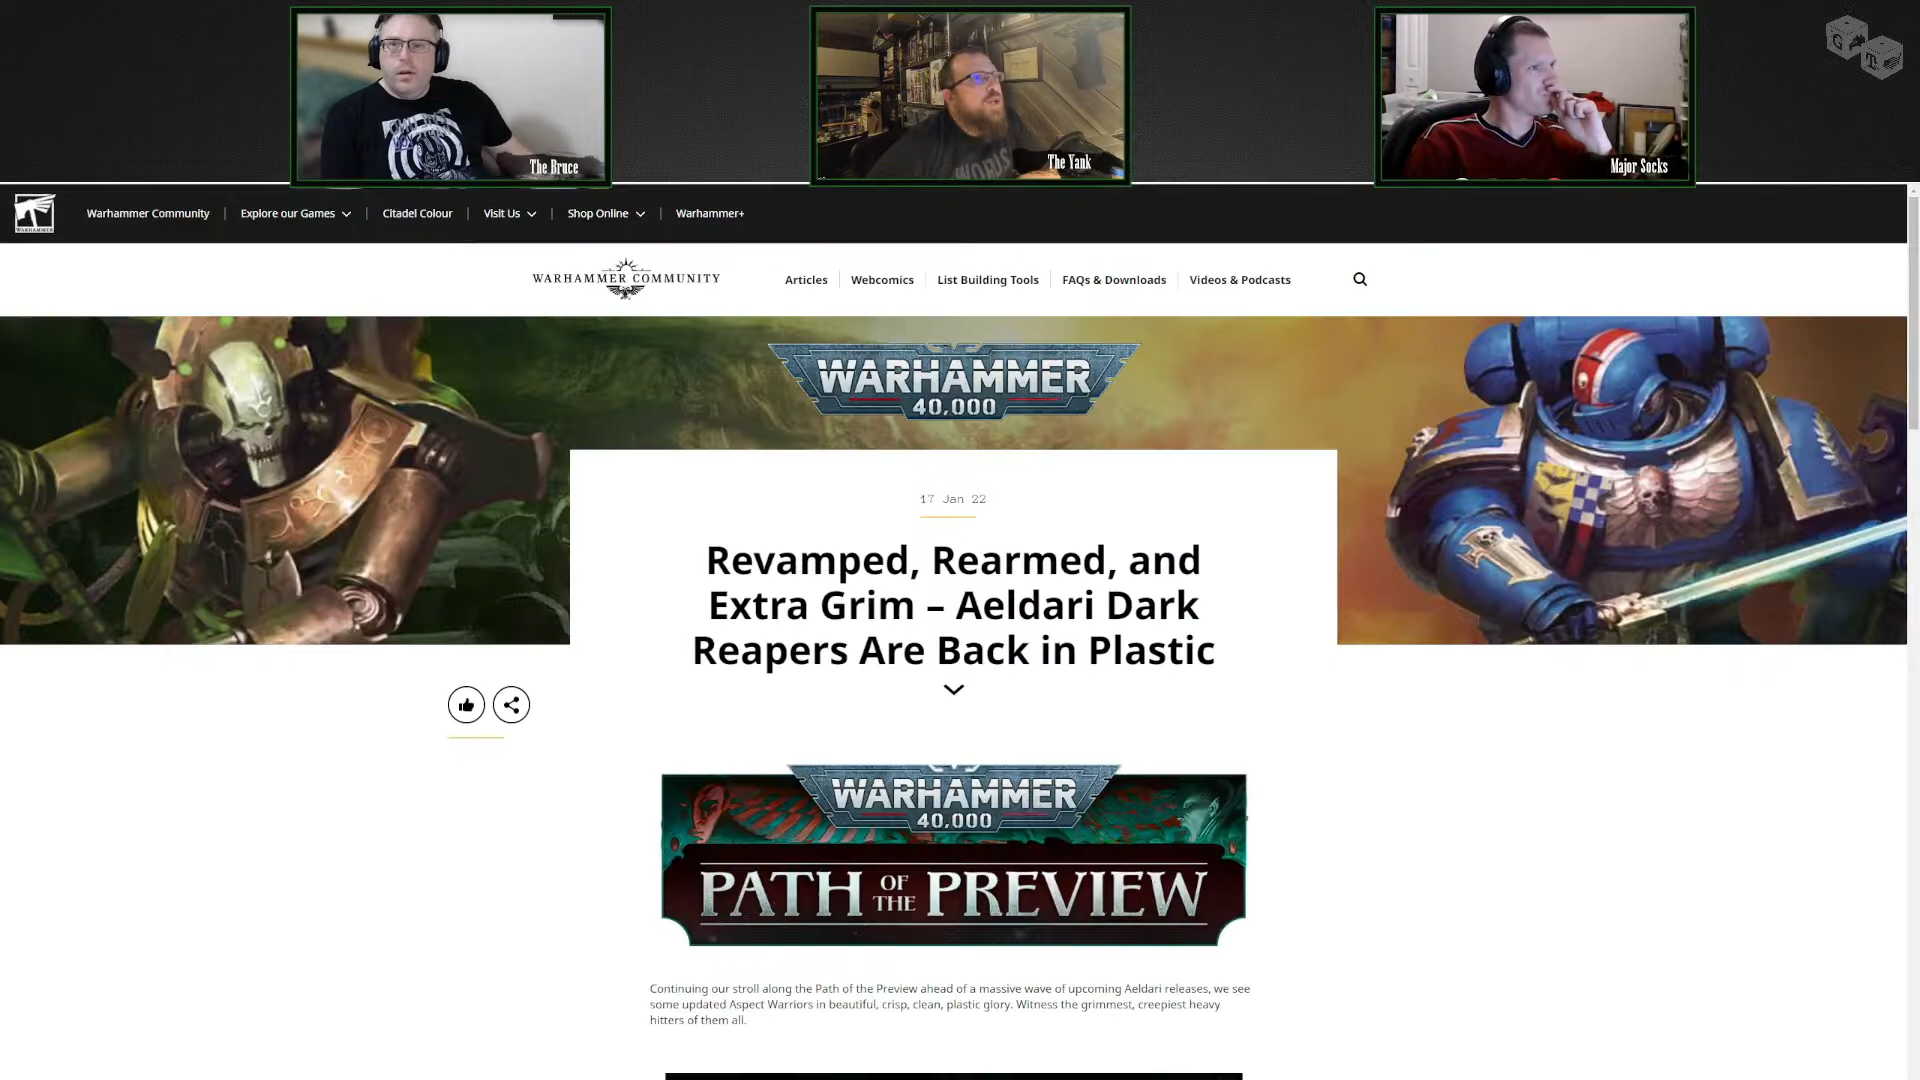 The Bruce
The Yank
Major Socks
G
T
WARHAMMER
Warhammer Community
Explore our Games
Citadel Colour
Visit Us
Shop Online
Warhammer+
WARHAMMER COMMUNITY
Articles
Webcomics
List Building Tools
FAQs & Downloads
Videos & Podcasts
WARHAMMER
40,000
17 Jan 22
Revamped, Rearmed, and
Extra Grim – Aeldari Dark
Reapers Are Back in Plastic
WARHAMMER
40,000
PATH OF THE PREVIEW
Continuing our stroll along the Path of the Preview ahead of a massive wave of upcoming Aeldari releases, we see
some updated Aspect Warriors in beautiful, crisp, clean, plastic glory. Witness the grimmest, creepiest heavy
hitters of them all.